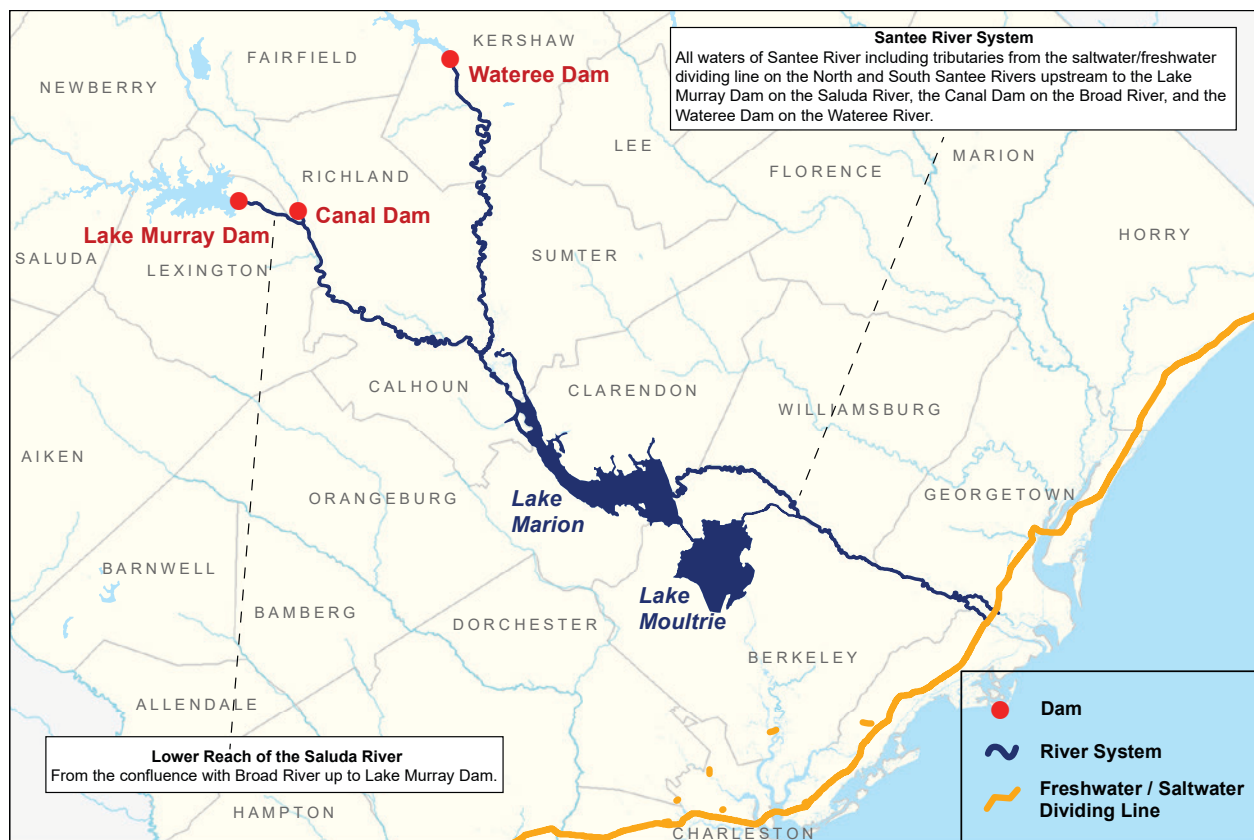 KERSHAW
FAIRFIELD
Wateree Dam
NEWBERRY
Santee River System
All waters of Santee River including tributaries from the saltwater/freshwater
dividing line on the North and South Santee Rivers upstream to the Lake
Murray Dam on the Saluda River, the Canal Dam on the Broad River, and the
Wateree Dam on the Wateree River.
LEE
MARION
FLORENCE
RICHLAND
Canal Dam
Lake Murray Dam
HORRY
SALUDA
LEXINGTON
SUMTER
CALHOUN
CLARENDON
WILLIAMSBURG
AIKEN
ORANGEBURG
Lake
Marion
GEORGETOWN
BARNWELL
BAMBERG
Lake
Moultrie
DORCHESTER
BERKELEY
ALLENDALE
Lower Reach of the Saluda River
From the confluence with Broad River up to Lake Murray Dam.
HAMPTON
CHARLESTON
Dam
River System
Freshwater / Saltwater
Dividing Line